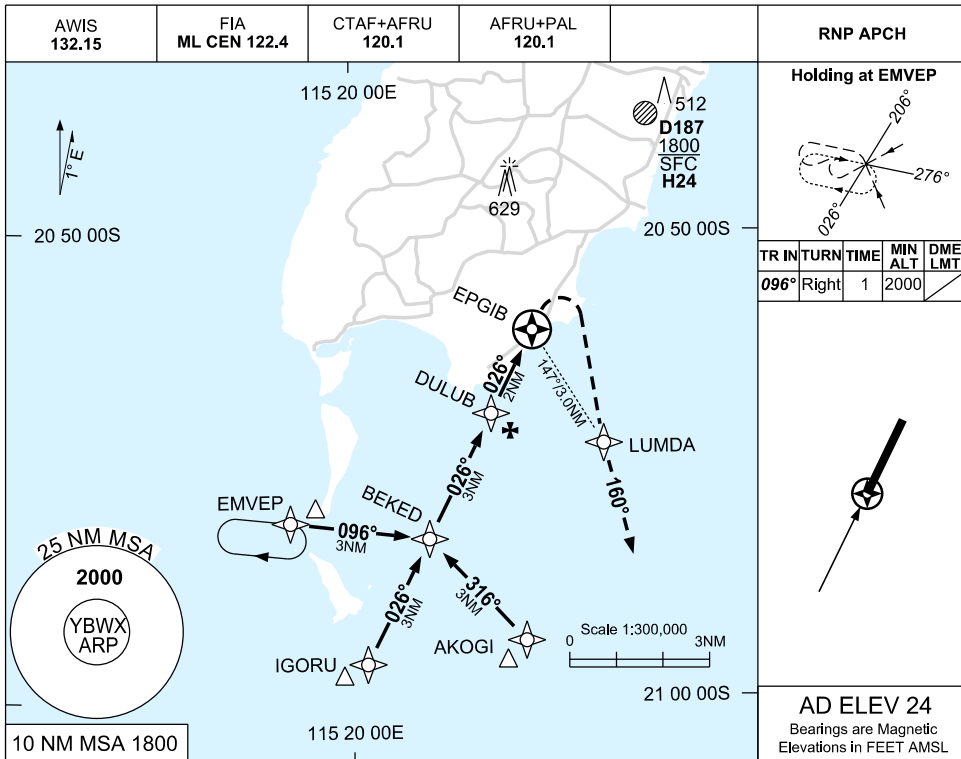 AWIS
132.15
FIA
ML CEN 122.4
CTAF+AFRU
120.1
AFRU+PAL
120.1
RNP APCH
115 20 00E
512
D187
1800
SFC
H24
1° E
629
20 50 00S
20 50 00S
EPGIB
026°
2NM
147°/3.0NM
DULUB
LUMDA
026°
3NM
160°
BEKED
EMVEP
096°
3NM
25 NM MSA
2000
YBWX
ARP
026°
3NM
316°
3NM
IGORU
AKOGI
Scale 1:300,000
0
3NM
21 00 00S
115 20 00E
10 NM MSA 1800
Holding at EMVEP
206°
276°
026°
TR IN TURN TIME MIN ALT DME LMT
096° Right 1 2000
AD ELEV 24
Bearings are Magnetic
Elevations in FEET AMSL